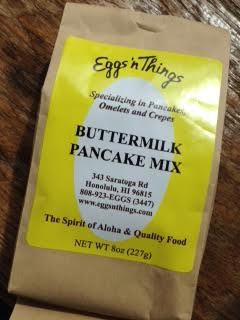 Eggs 'n Things
Specializing in Pancakes,
Omelets and Crepes
BUTTERMILK
PANCAKE MIX
343 Saratoga Rd
Honolulu, HI 96815
808-923-EGGS (3447)
www.eggsnthings.com
The Spirit of Aloha & Quality Food
NET WT 8oz (227g)